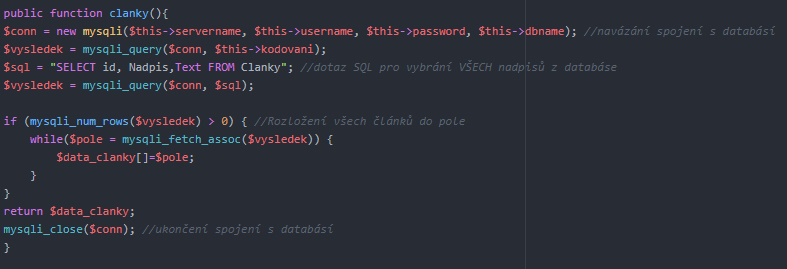 public function clanky(){
$conn = new mysqli($this->servername, $this->username, $this->password, $this->dbname); //navázání spojení s databásí
$vysledek = mysqli_query($conn, $this->kodovani);
$sql = "SELECT id, Nadpis,Text FROM Clanky"; //dotaz SQL pro vybrání VŠECH nadpisů z databáse
$vysledek = mysqli_query($conn, $sql);
if (mysqli_num_rows($vysledek) > 0) { //Rozložení všech článků do pole
while($pole = mysqli_fetch_assoc($vysledek)) {
$data_clanky[]=$pole;
}
}
return $data_clanky;
mysqli_close($conn); //ukončení spojení s databásí
}